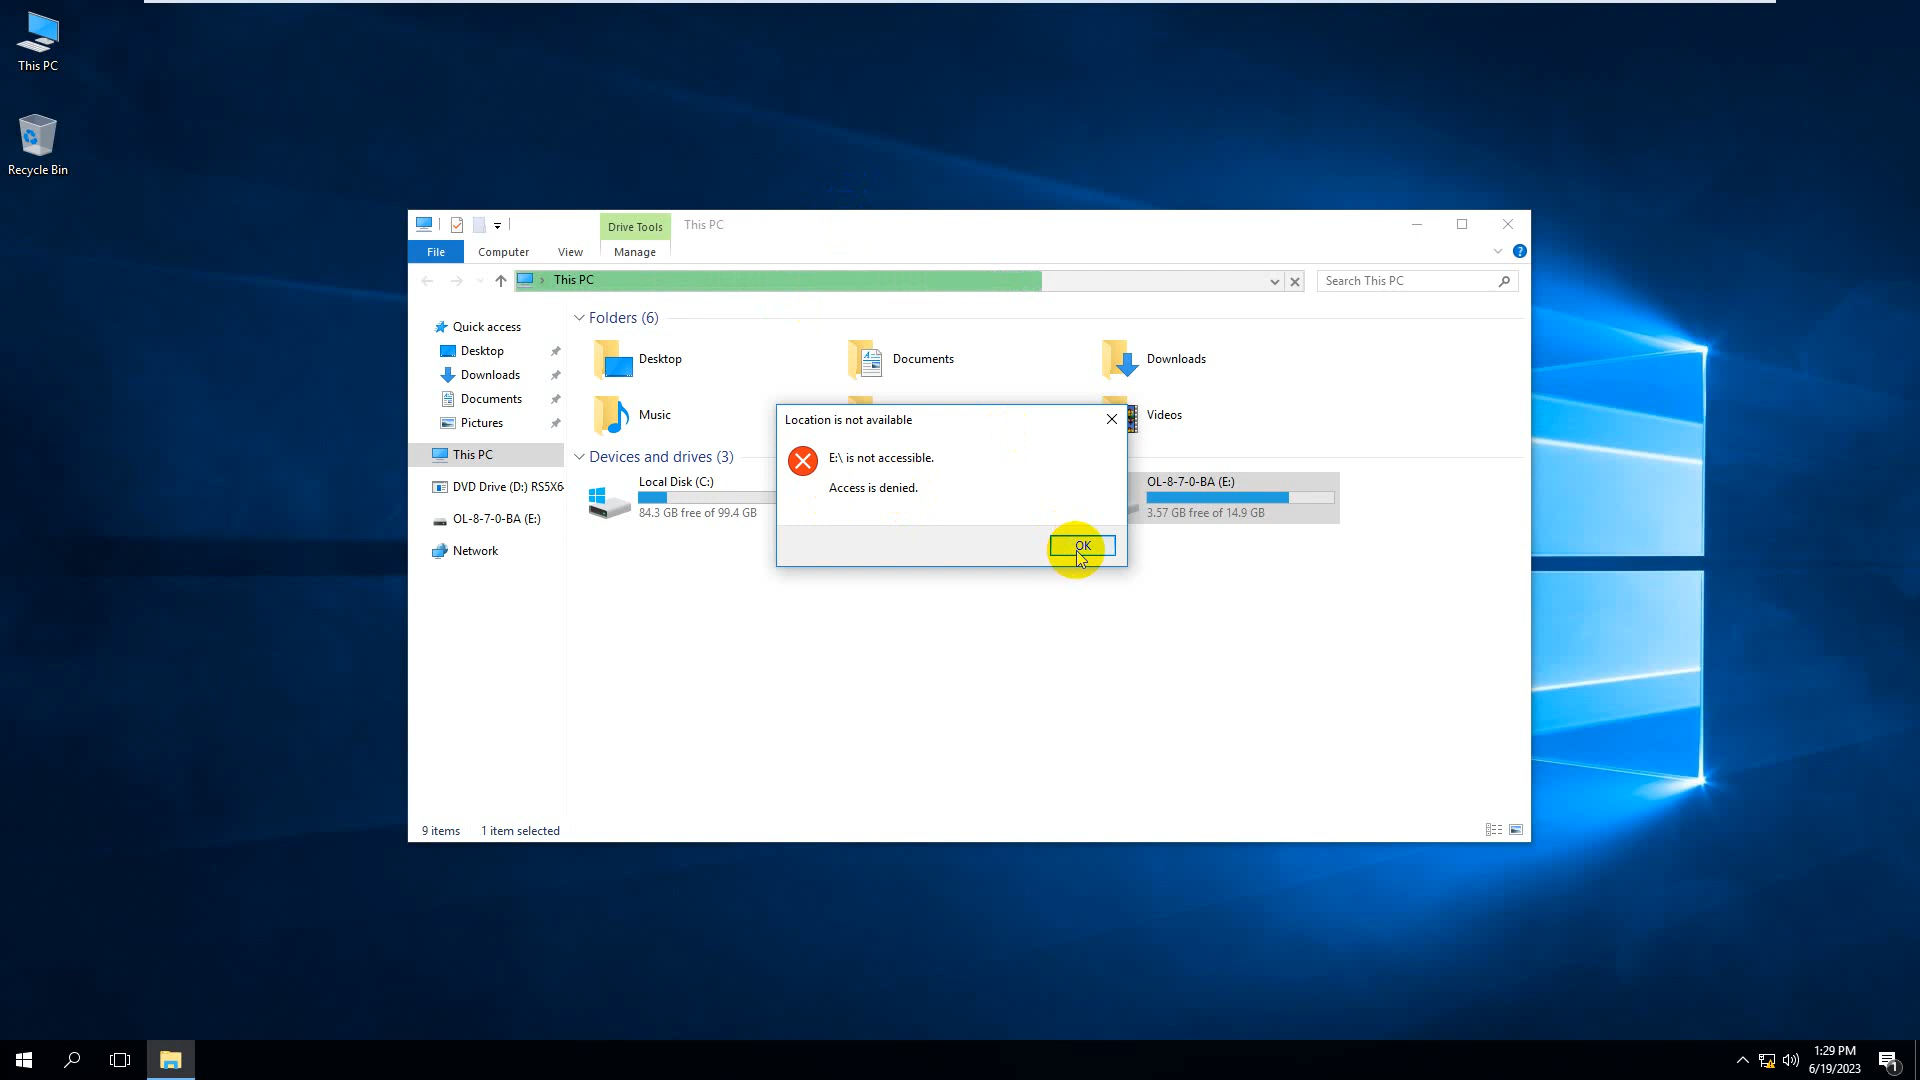 This PC
Recycle Bin
Drive Tools
This PC
File
Computer
View
Manage
This PC
Search This PC
Quick access
Desktop
Downloads
Documents
Pictures
This PC
DVD Drive (D:) RS5X6
OL-8-7-0-BA (E:)
Network
Folders (6)
Desktop
Documents
Downloads
Music
Videos
Devices and drives (3)
Local Disk (C:)
84.3 GB free of 99.4 GB
OL-8-7-0-BA (E:)
3.57 GB free of 14.9 GB
Location is not available
E:\ is not accessible.
Access is denied.
OK
9 items
1 item selected
1:29 PM
6/19/2023
1